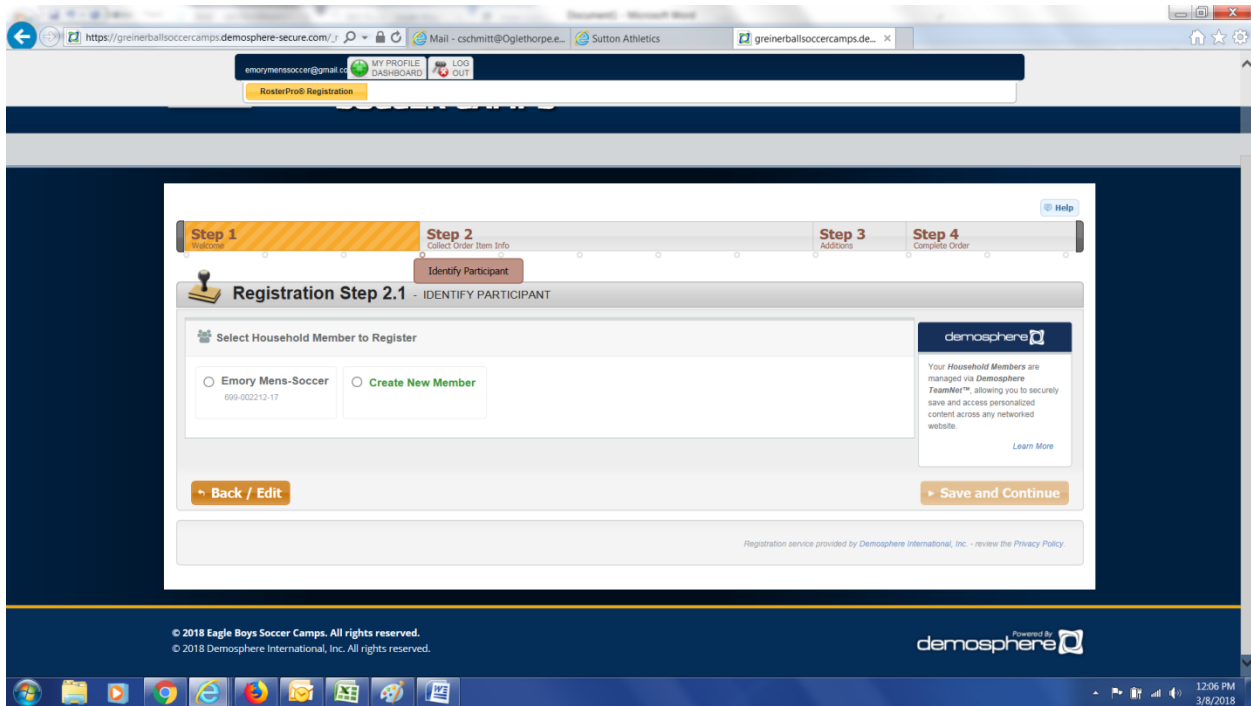 Document1 - Microsoft Word
https://greinerballsoccercamps.demosphere-secure.com/_r
Mail - cschmitt@Oglethorpe.e...
Sutton Athletics
greinerballsoccercamps.de...
emorymenssoccer@gmail.co
MY PROFILE
DASHBOARD
LOG
OUT
RosterPro® Registration
SOCCER CAMPS
Help
Step 1
Welcome
Step 2
Collect Order Item Info
Step 3
Additions
Step 4
Complete Order
Identify Participant
Registration Step 2.1 - IDENTIFY PARTICIPANT
Select Household Member to Register
Emory Mens-Soccer
699-002212-17
Create New Member
demosphere
Your Household Members are
managed via Demosphere
TeamNet™, allowing you to securely
save and access personalized
content across any networked
website.
Learn More
Back / Edit
Save and Continue
Registration service provided by Demosphere International, Inc. - review the Privacy Policy.
© 2018 Eagle Boys Soccer Camps. All rights reserved.
© 2018 Demosphere International, Inc. All rights reserved.
Powered By
demosphere
12:06 PM
3/8/2018